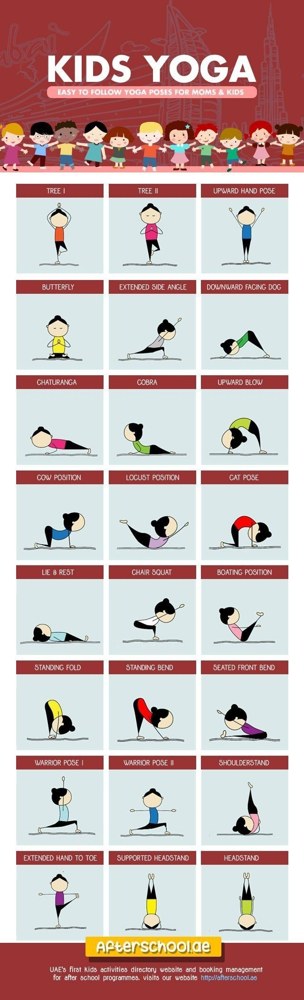 KIDS YOGA
EASY TO FOLLOW YOGA POSES FOR MOMS & KIDS
TREE I
TREE II
UPWARD HAND POSE
BUTTERFLY
EXTENDED SIDE ANGLE
DOWNWARD FACING DOG
CHATURANGA
COBRA
UPWARD BLOW
COW POSITION
LOCUST POSITION
CAT POSE
LIE & REST
CHAIR SQUAT
BOATING POSITION
STANDING FOLD
STANDING BEND
SEATED FRONT BEND
WARRIOR POSE I
WARRIOR POSE II
SHOULDERSTAND
EXTENDED HAND TO TOE
SUPPORTED HEADSTAND
HEADSTAND
Afterschool.ae
UAE's first kids activities directory website and booking management
for after school programmes. visits our website http://afterschool.ae